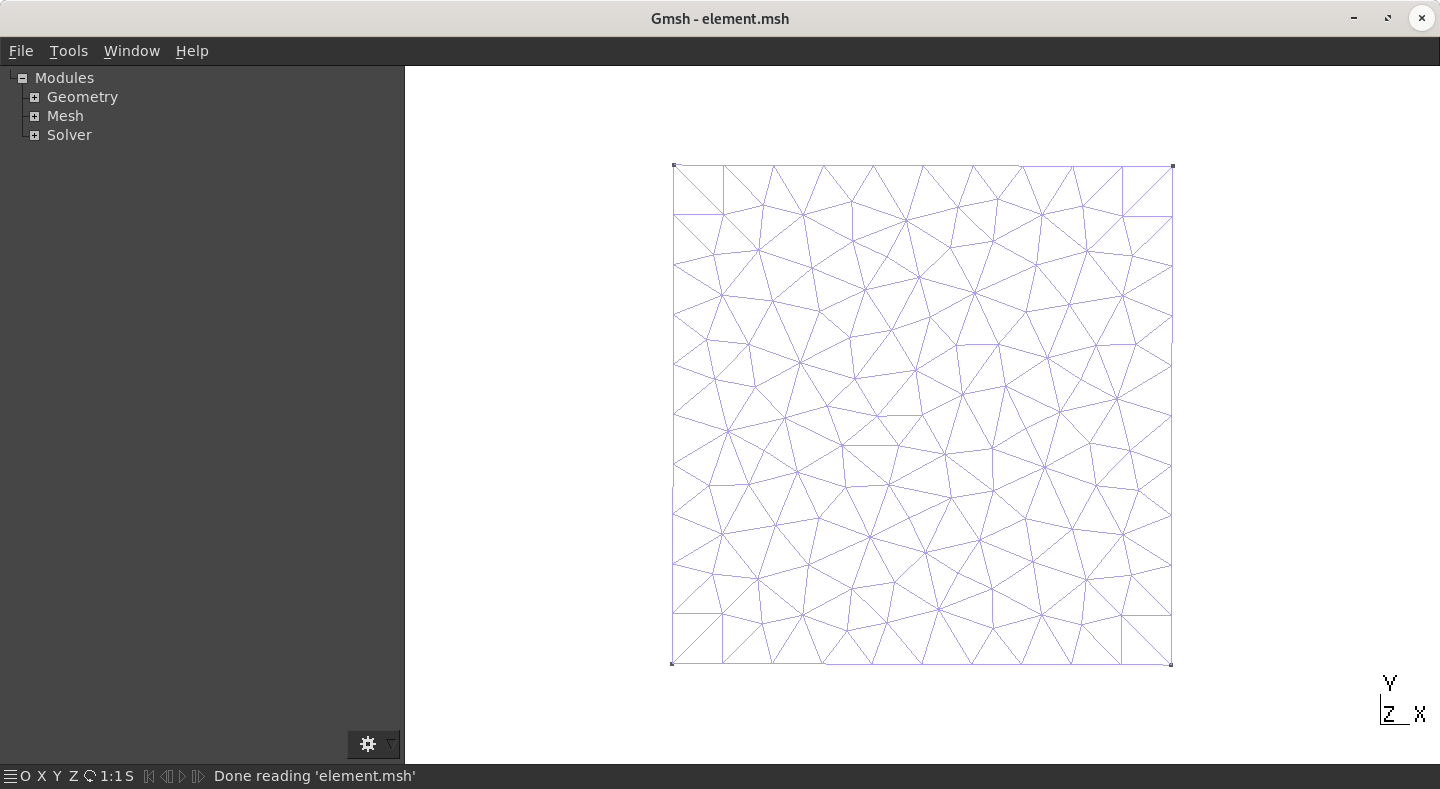 Gmsh - element.msh
File Tools Window Help
Modules
Geometry
Mesh
Solver
Y
Z X
O X Y Z 1:1 S Done reading 'element.msh'